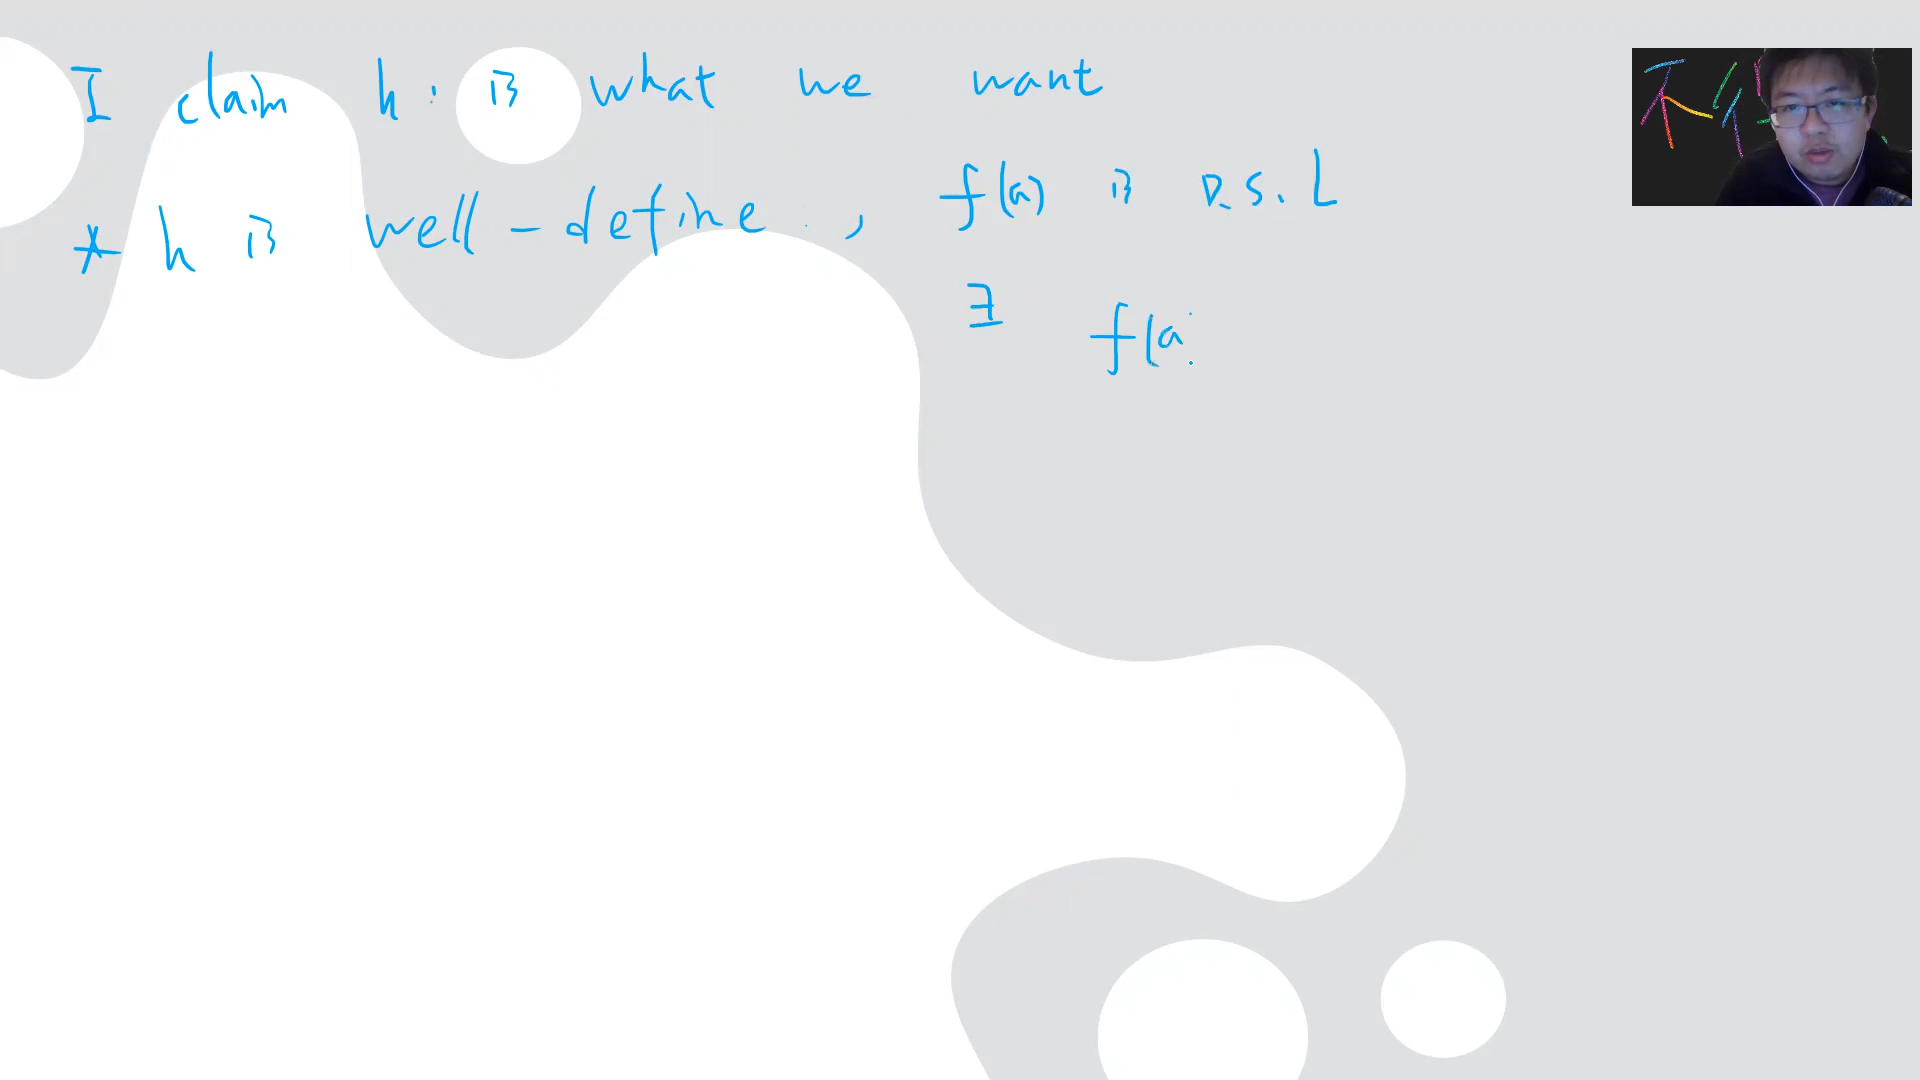 I claim h: is what we want
* h is well-define, f(a) is D.S.L
∃ f(a